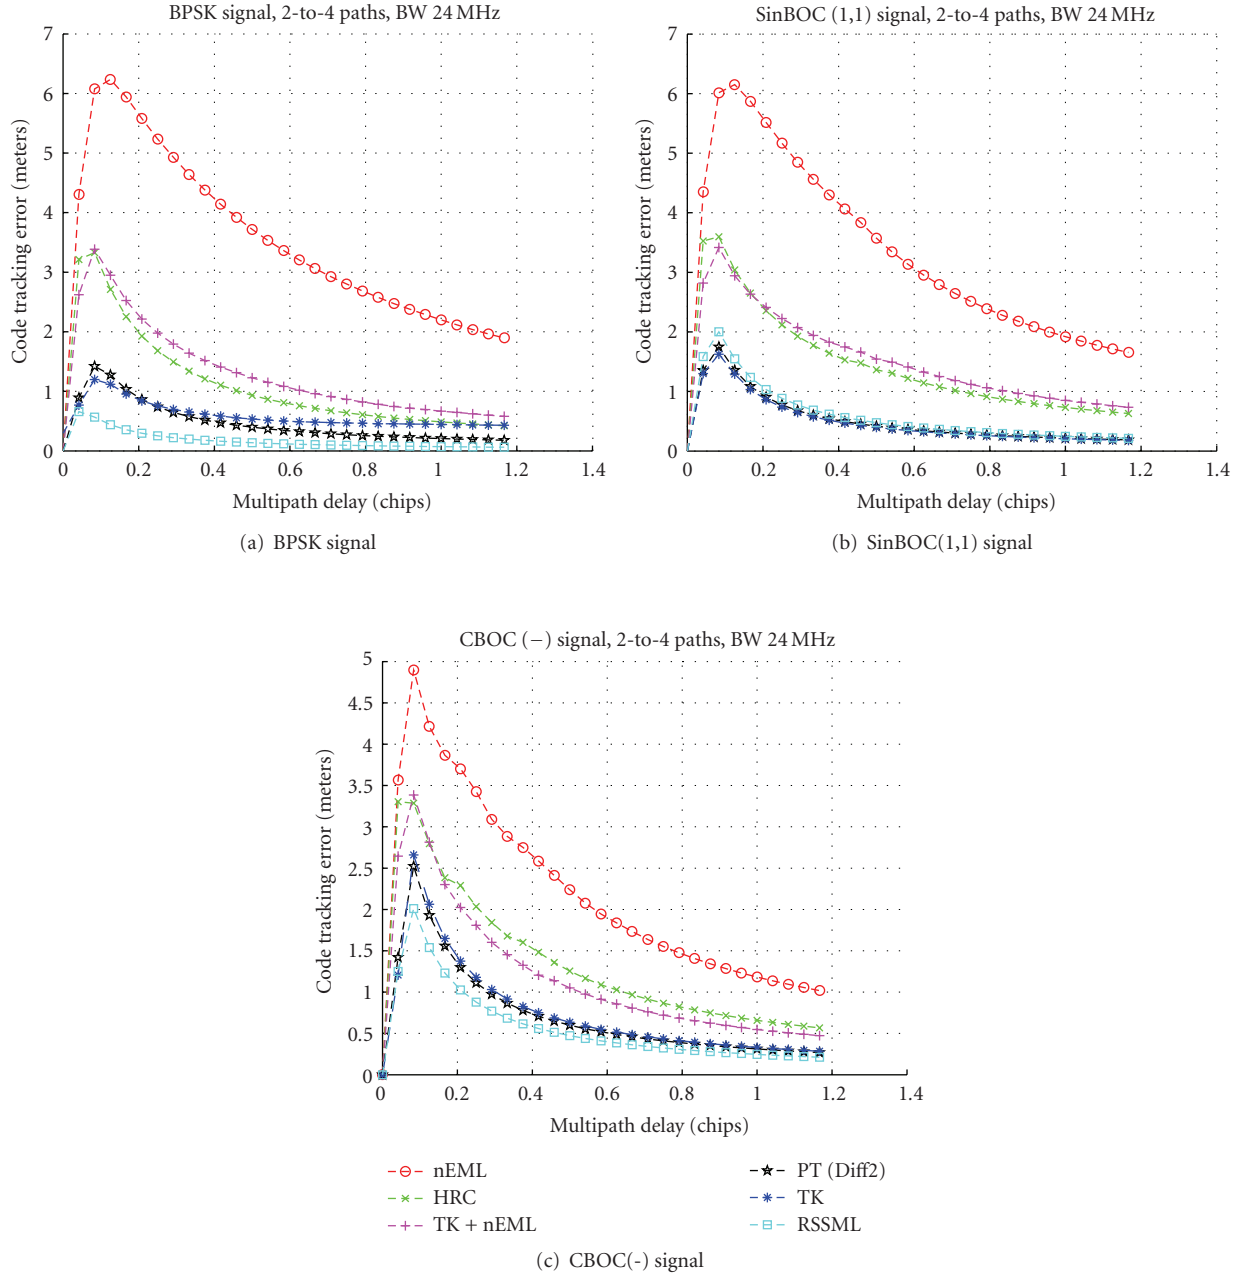 BPSK signal, 2-to-4 paths, BW 24 MHz
7
6
5
4
3
2
1
0
Code tracking error (meters)
0 0.2 0.4 0.6 0.8 1 1.2 1.4
Multipath delay (chips)
(a) BPSK signal
SinBOC (1,1) signal, 2-to-4 paths, BW 24 MHz
7
6
5
4
3
2
1
0
Code tracking error (meters)
0 0.2 0.4 0.6 0.8 1 1.2 1.4
Multipath delay (chips)
(b) SinBOC(1,1) signal
CBOC (−) signal, 2-to-4 paths, BW 24 MHz
5
4.5
4
3.5
3
2.5
2
1.5
1
0.5
0
Code tracking error (meters)
0 0.2 0.4 0.6 0.8 1 1.2 1.4
Multipath delay (chips)
nEML
HRC
TK + nEML
PT (Diff2)
TK
RSSML
(c) CBOC(-) signal